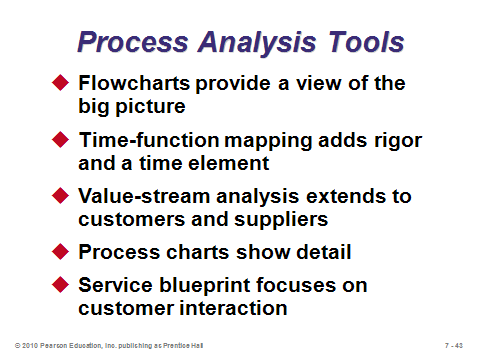 Process Analysis Tools
Flowcharts provide a view of the
big picture
Time-function mapping adds rigor
and a time element
Value-stream analysis extends to
customers and suppliers
Process charts show detail
Service blueprint focuses on
customer interaction
© 2010 Pearson Education, Inc. publishing as Prentice Hall
7 - 43